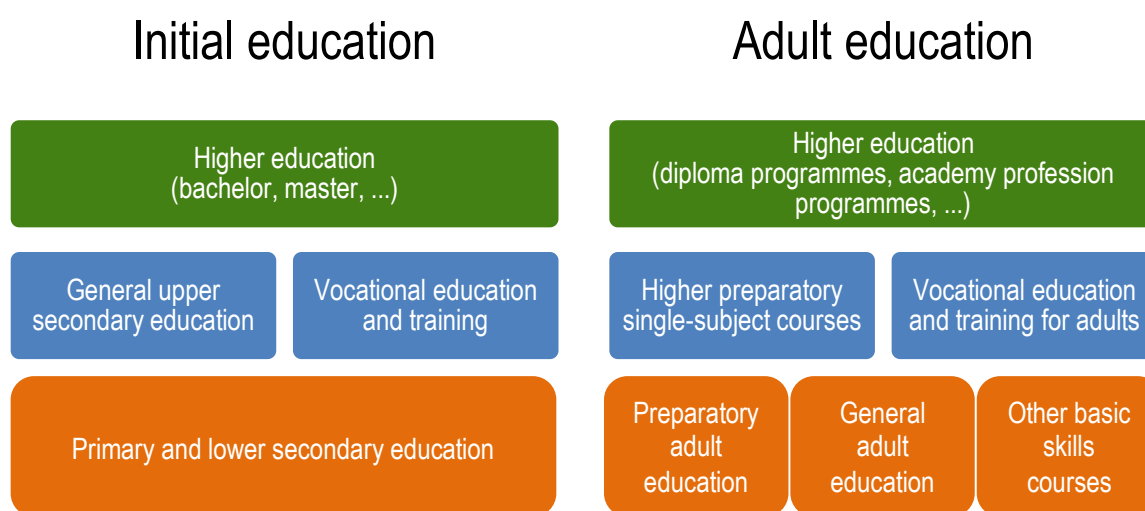 Initial education
Adult education
Higher education
(bachelor, master, ...)
Higher education
(diploma programmes, academy profession
programmes, ...)
General upper
secondary education
Vocational education
and training
Higher preparatory
single-subject courses
Vocational education
and training for adults
Primary and lower secondary education
Preparatory
adult
education
General
adult
education
Other basic
skills
courses